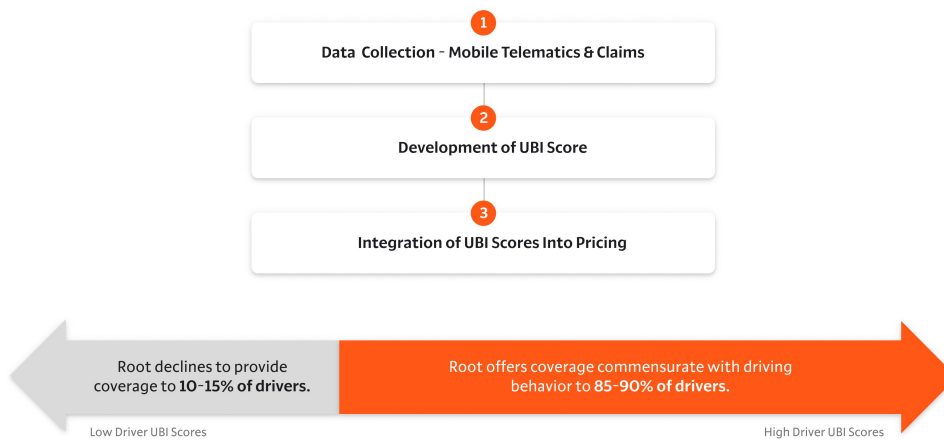 1
Data Collection - Mobile Telematics & Claims
2
Development of UBI Score
3
Integration of UBI Scores Into Pricing
Root declines to provide
coverage to 10-15% of drivers.
Root offers coverage commensurate with driving
behavior to 85-90% of drivers.
Low Driver UBI Scores
High Driver UBI Scores